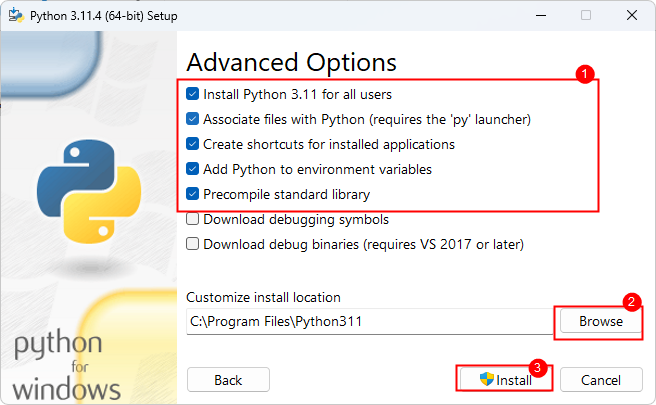 Python 3.11.4 (64-bit) Setup
Advanced Options
1
Install Python 3.11 for all users
Associate files with Python (requires the 'py' launcher)
Create shortcuts for installed applications
Add Python to environment variables
Precompile standard library
Download debugging symbols
Download debug binaries (requires VS 2017 or later)
Customize install location
2
C:\Program Files\Python311
Browse
python
for
windows
3
Back
Install
Cancel